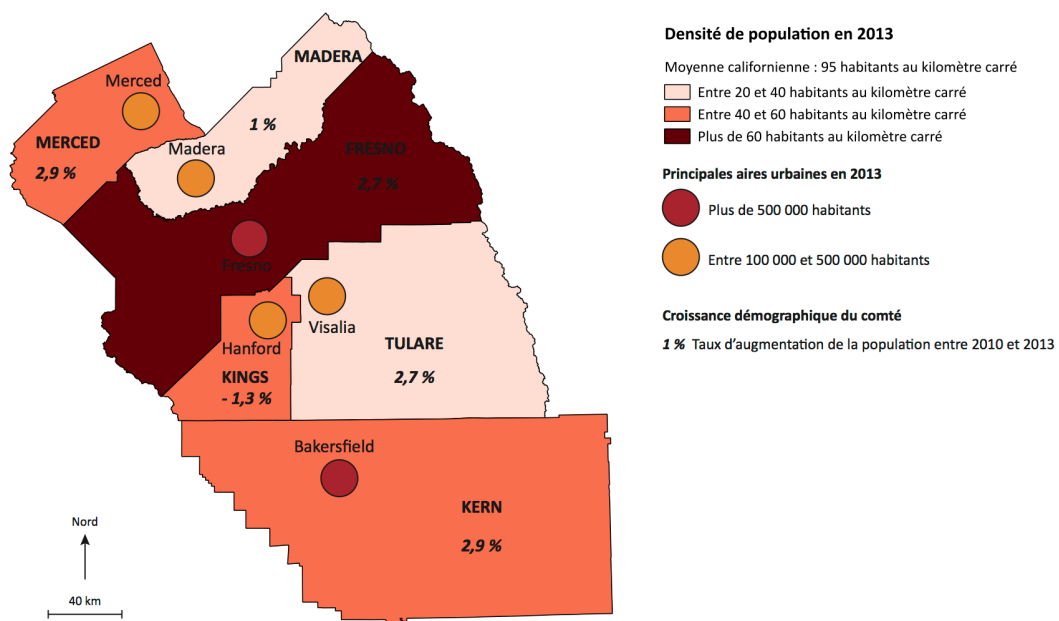 MADERA
1 %
Merced
MERCED
2,9 %
Madera
FRESNO
2,7 %
Fresno
Visalia
Hanford
KINGS
- 1,3 %
TULARE
2,7 %
Bakersfield
KERN
2,9 %
Nord
40 km
Densité de population en 2013
Moyenne californienne : 95 habitants au kilomètre carré
Entre 20 et 40 habitants au kilomètre carré
Entre 40 et 60 habitants au kilomètre carré
Plus de 60 habitants au kilomètre carré
Principales aires urbaines en 2013
Plus de 500 000 habitants
Entre 100 000 et 500 000 habitants
Croissance démographique du comté
1 % Taux d'augmentation de la population entre 2010 et 2013